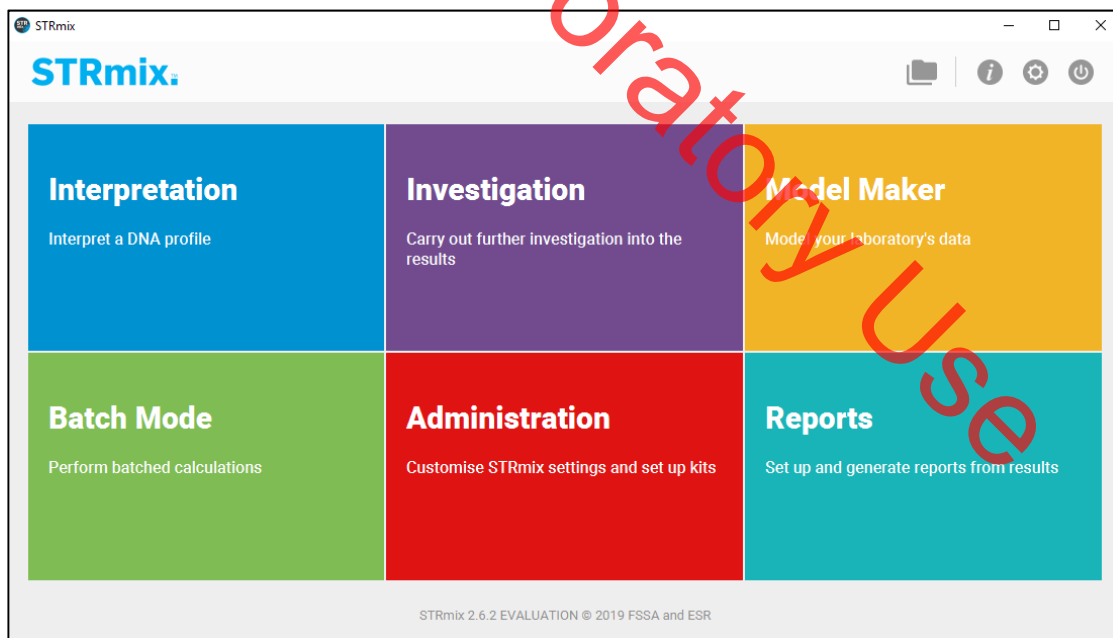 STRmix
STRmix™
Interpretation
Interpret a DNA profile
Investigation
Carry out further investigation into the
results
Model Maker
Model your laboratory's data
Batch Mode
Perform batched calculations
Administration
Customise STRmix settings and set up kits
Reports
Set up and generate reports from results
STRmix 2.6.2 EVALUATION © 2019 FSSA and ESR
oratory Use